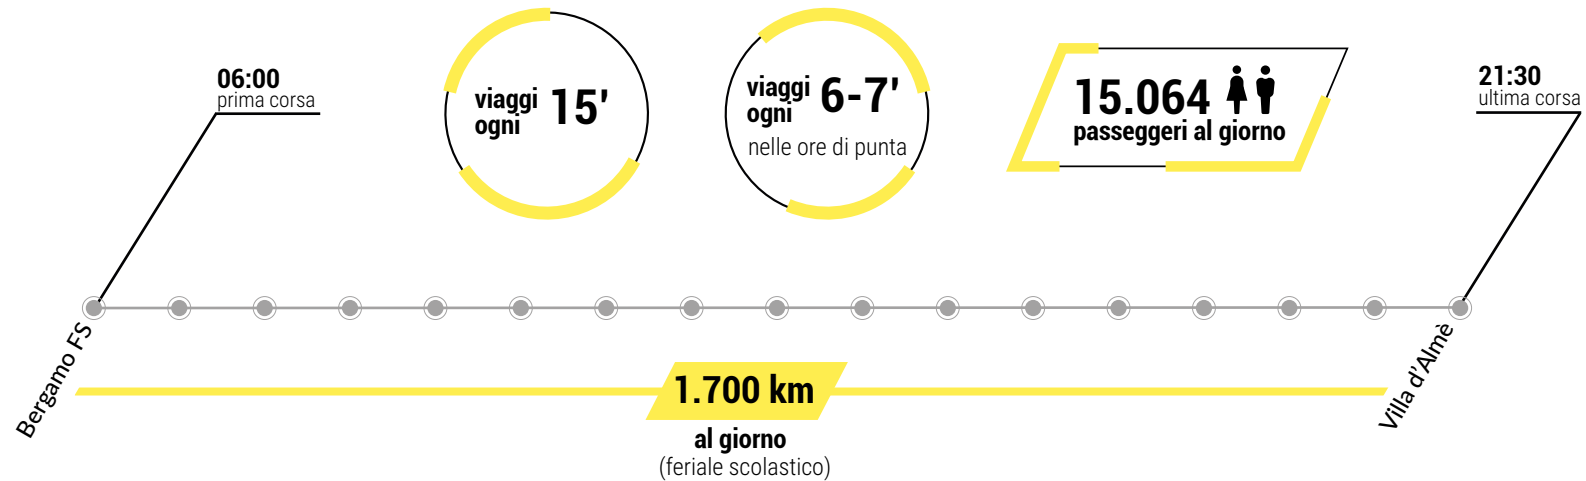 06:00
prima corsa
viaggi
ogni
15'
viaggi
ogni
6-7'
nelle ore di punta
15.064
passeggeri al giorno
21:30
ultima corsa
Bergamo FS
Villa d'Almè
1.700 km
al giorno
(feriale scolastico)